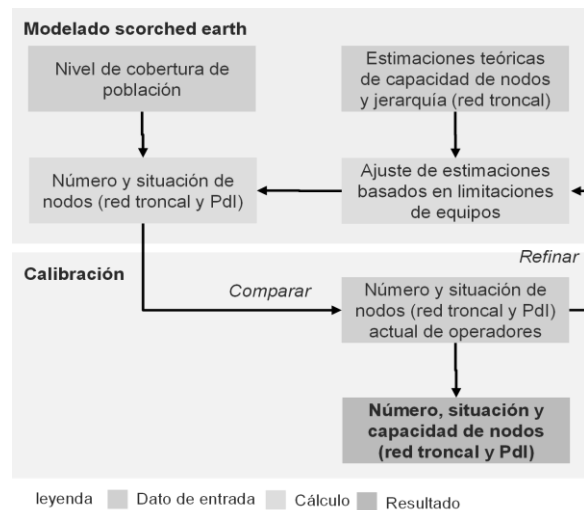 Modelado scorched earth
Nivel de cobertura de
población
Estimaciones teóricas
de capacidad de nodos
y jerarquía (red troncal)
Número y situación de
nodos (red troncal y PdI)
Ajuste de estimaciones
basados en limitaciones
de equipos
Calibración
Refinar
Comparar
Número y situación de
nodos (red troncal y PdI)
actual de operadores
Número, situación y
capacidad de nodos
(red troncal y PdI)
leyenda Dato de entrada Cálculo Resultado